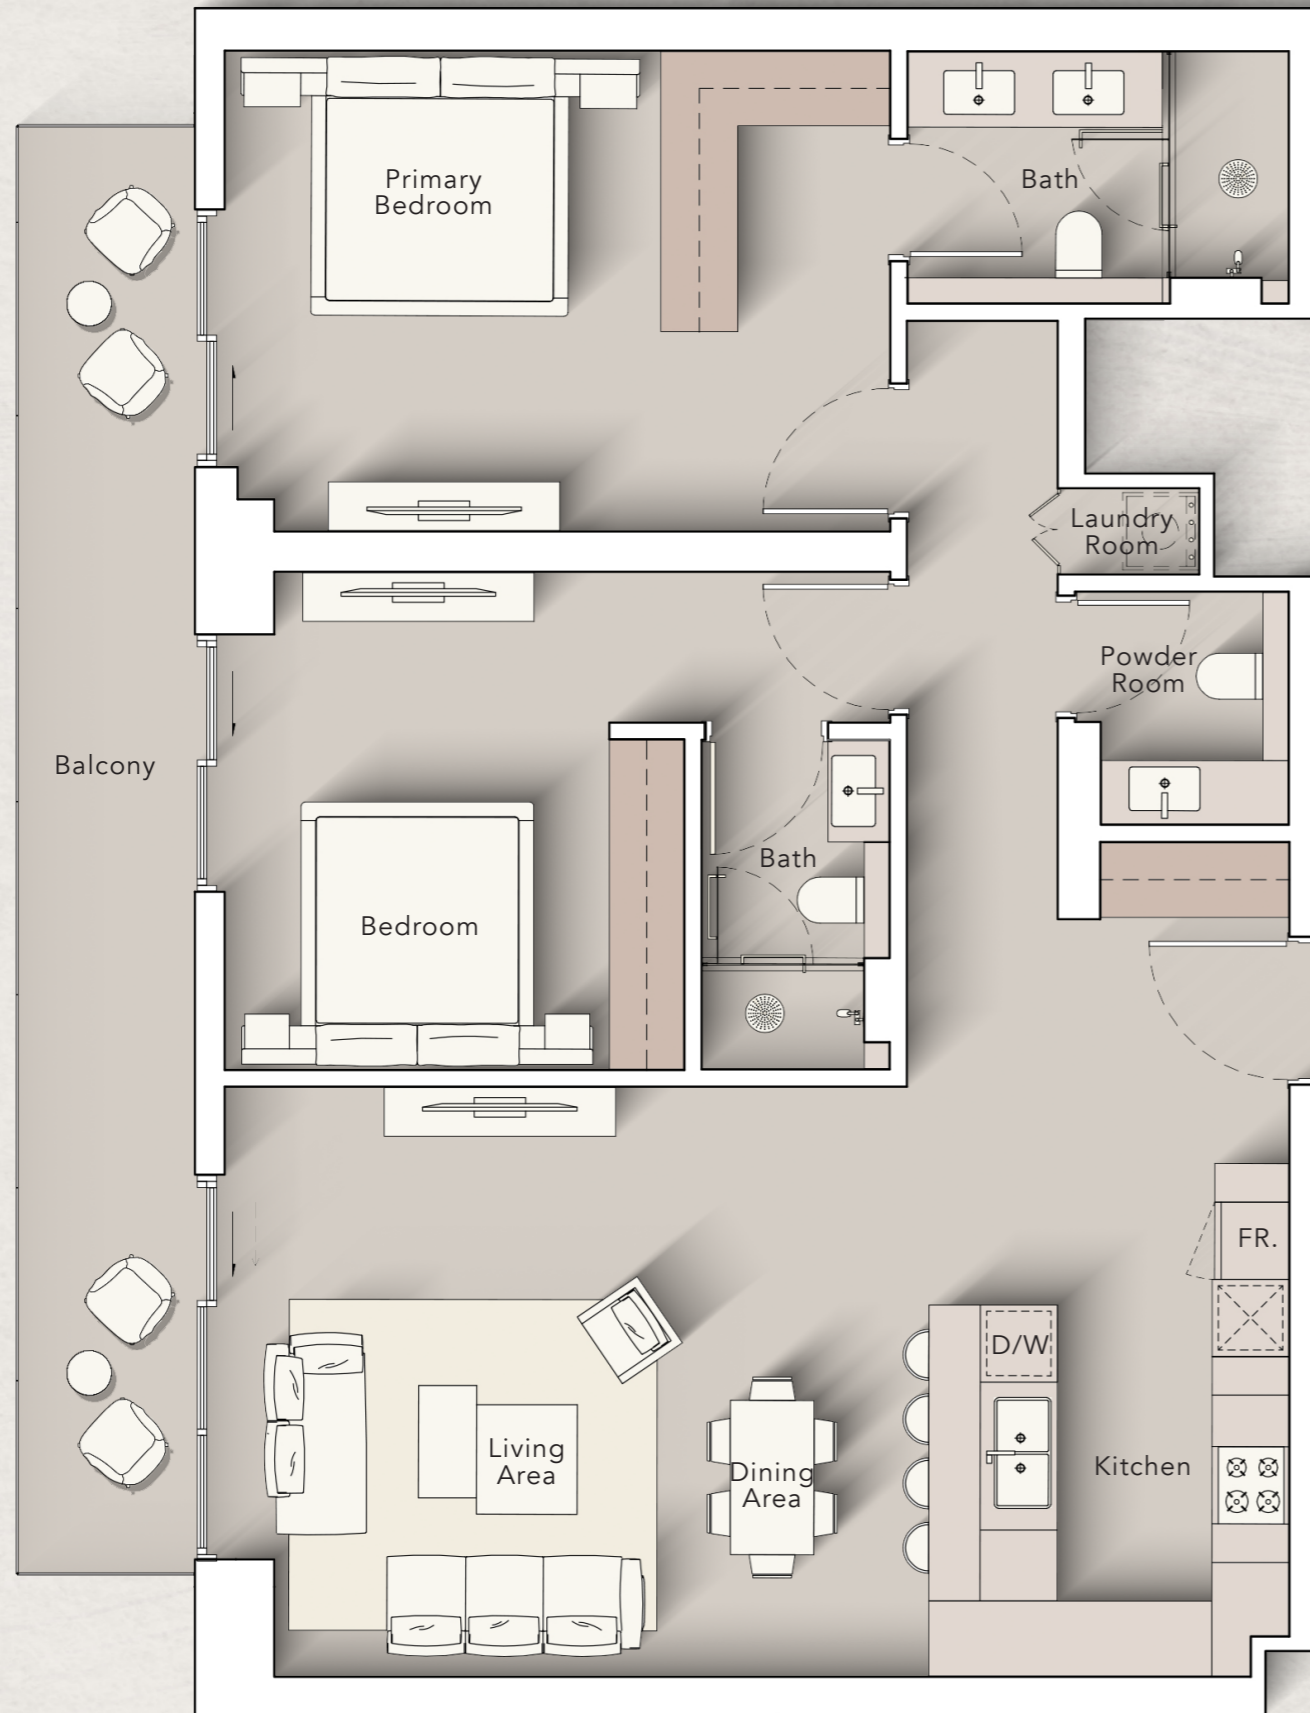 Primary
Bedroom
Bath
Laundry
Room
Powder
Room
Balcony
Bath
Bedroom
FR.
D/W
Living
Area
Dining
Area
Kitchen